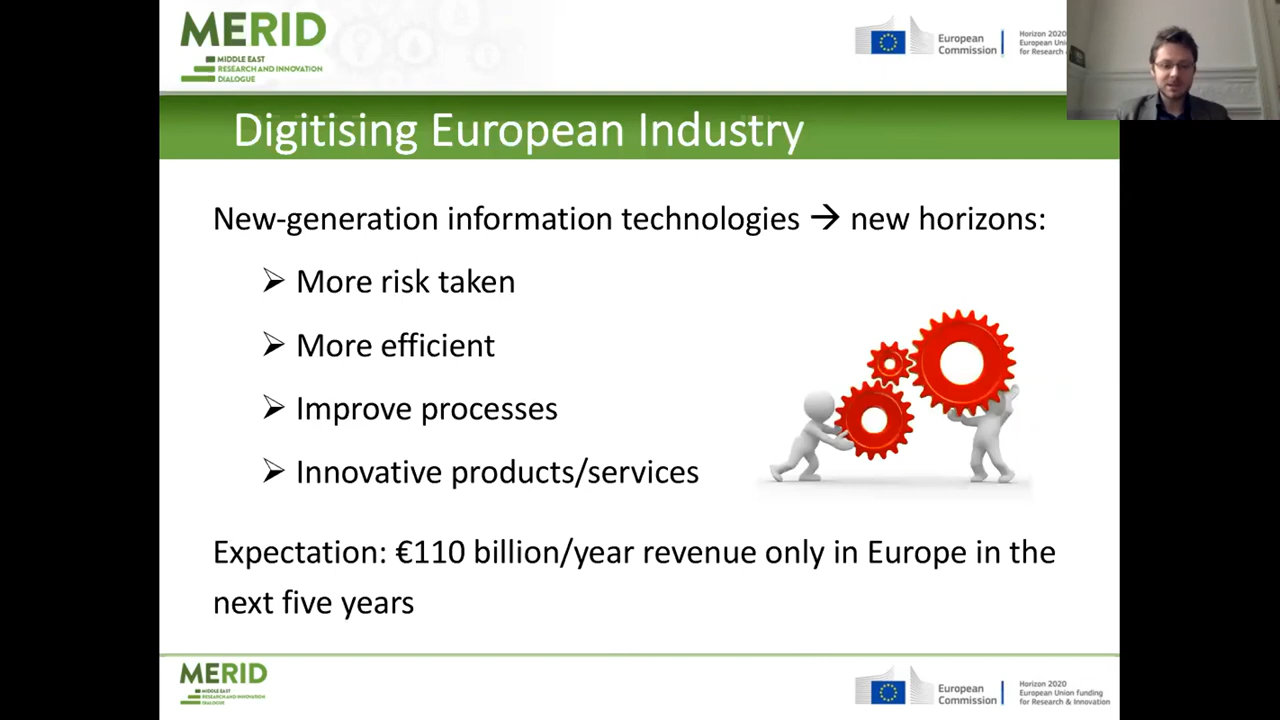 MERID
MIDDLE EAST
RESEARCH AND INNOVATION
DIALOGUE
European
Commission
Horizon 2020
European Uni
for Research &
Digitising European Industry
New-generation information technologies → new horizons:
➢ More risk taken
➢ More efficient
➢ Improve processes
➢ Innovative products/services
Expectation: €110 billion/year revenue only in Europe in the
next five years
MERID
MIDDLE EAST
RESEARCH AND INNOVATION
DIALOGUE
European
Commission
Horizon 2020
European Union funding
for Research & Innovation